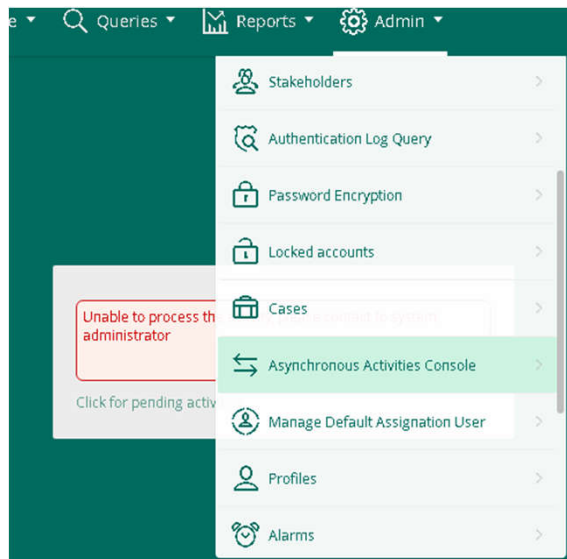 e
Queries
Reports
Admin
Stakeholders
Authentication Log Query
Password Encryption
Locked accounts
Cases
Unable to process th
administrator
Asynchronous Activities Console
Click for pending activ
Manage Default Assignation User
Profiles
Alarms